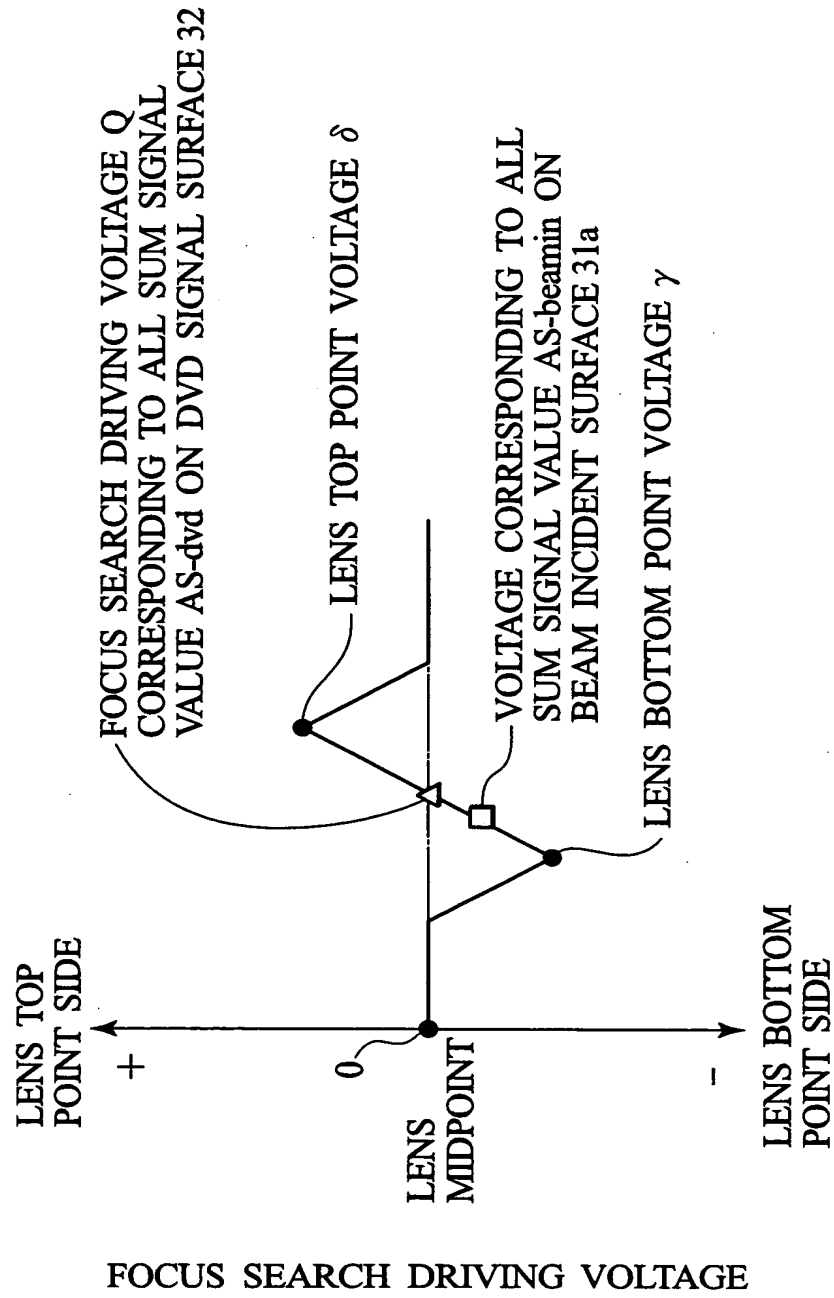 FOCUS SEARCH DRIVING VOLTAGE
LENS TOP
POINT SIDE
+
0
LENS
MIDPOINT
-
LENS BOTTOM
POINT SIDE
FOCUS SEARCH DRIVING VOLTAGE Q
CORRESPONDING TO ALL SUM SIGNAL
VALUE AS-dvd ON DVD SIGNAL SURFACE 32
LENS TOP POINT VOLTAGE δ
VOLTAGE CORRESPONDING TO ALL
SUM SIGNAL VALUE AS-beamin ON
BEAM INCIDENT SURFACE 31a
LENS BOTTOM POINT VOLTAGE γ